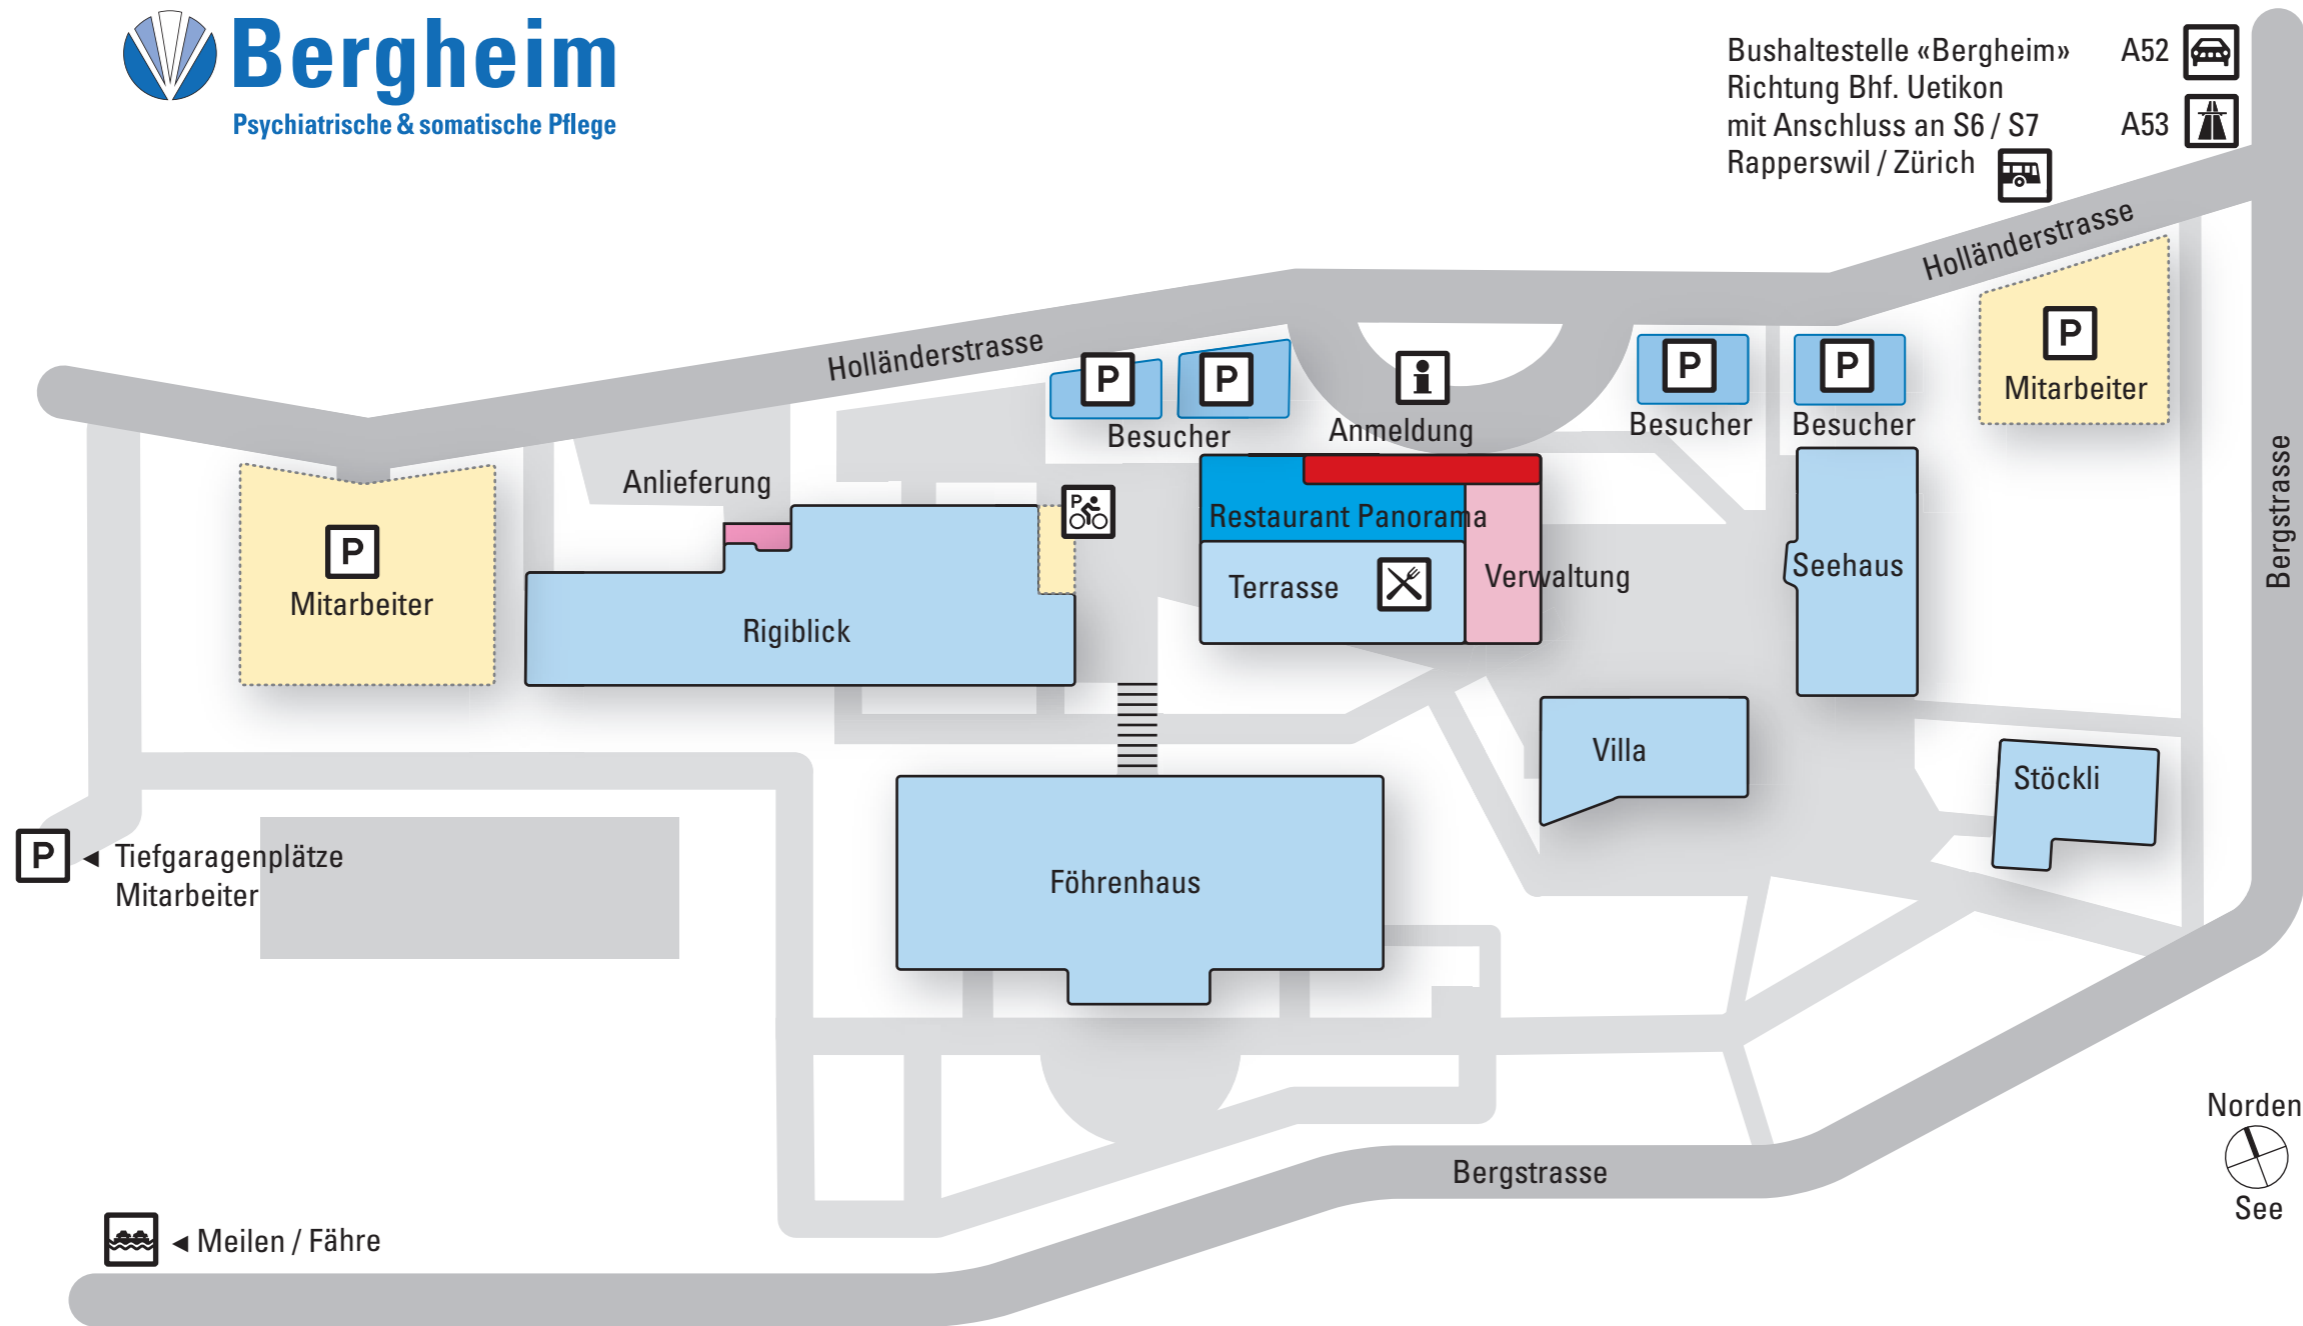 Bergheim
Psychiatrische & somatische Pflege
Bushaltestelle «Bergheim»
Richtung Bhf. Uetikon
mit Anschluss an S6 / S7
Rapperswil / Zürich
A52
A53
Holländerstrasse
Holländerstrasse
P
Mitarbeiter
P
P
Besucher
Anmeldung
P
Besucher
P
Besucher
Bergstrasse
Anlieferung
P
P
Mitarbeiter
Restaurant Panorama
Terrasse
Verwaltung
Seehaus
Rigiblick
Villa
Stöckli
P
◄ Tiefgaragenplätze
Mitarbeiter
Föhrenhaus
Bergstrasse
Norden
See
◄ Meilen / Fähre